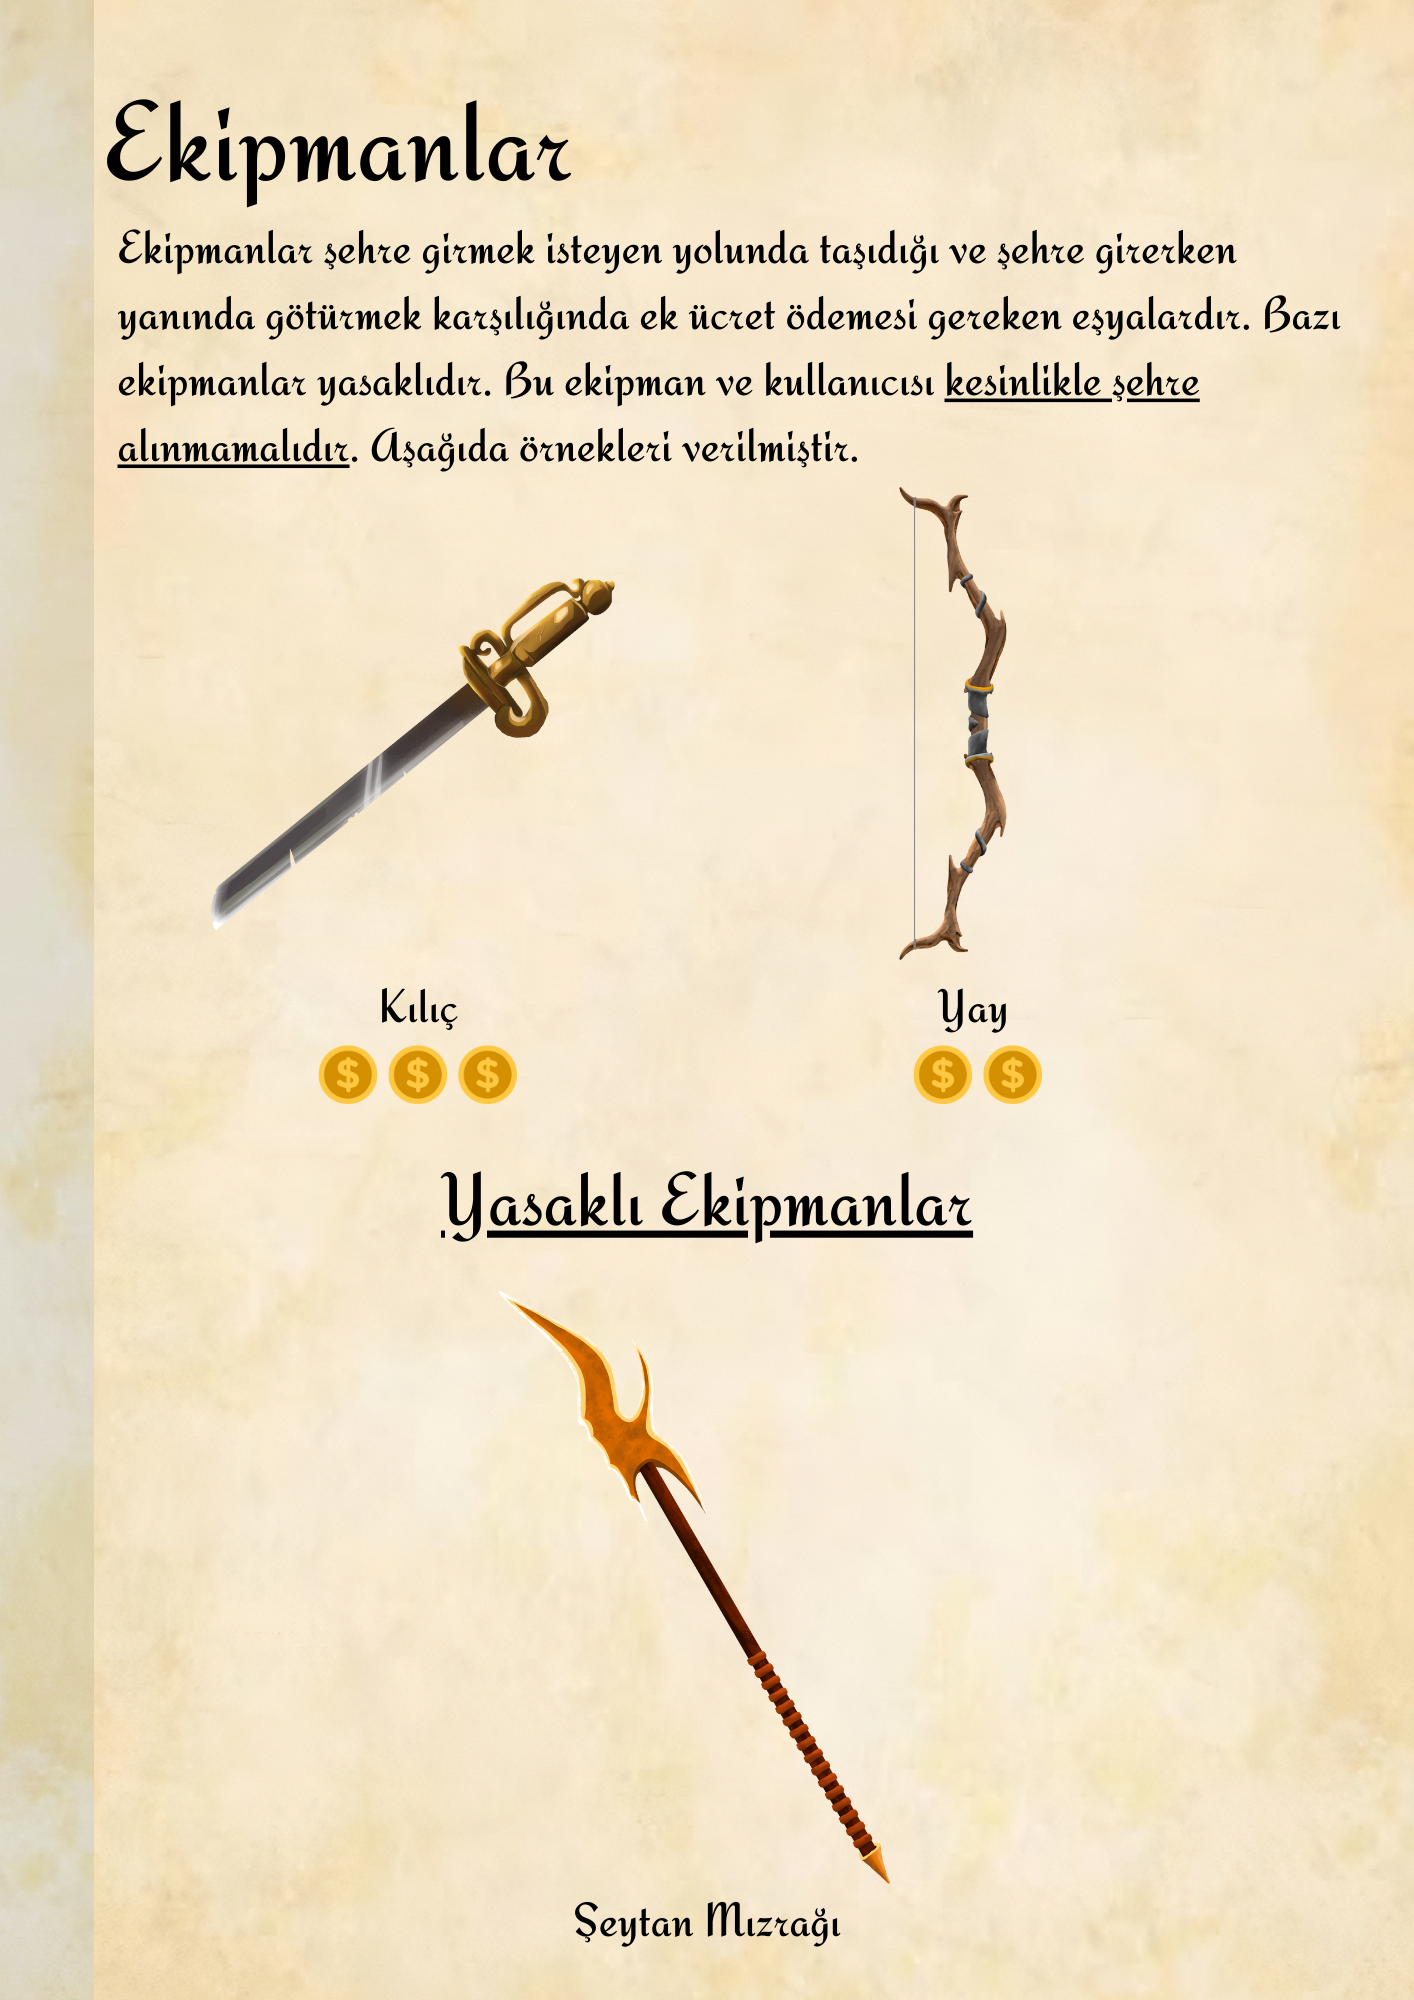 Ekipmanlar
Ekipmanlar şehre girmek isteyen yolunda taşıdığı ve şehre girerken
yanında götürmek karşılığında ek ücret ödemesi gereken eşyalardır. Bazı
ekipmanlar yasaklıdır. Bu ekipman ve kullanıcısı kesinlikle şehre
alınmamalıdır. Aşağıda örnekleri verilmiştir.
Kılıç
Yay
$ $ $
$ $
Yasaklı Ekipmanlar
Şeytan Mızrağı